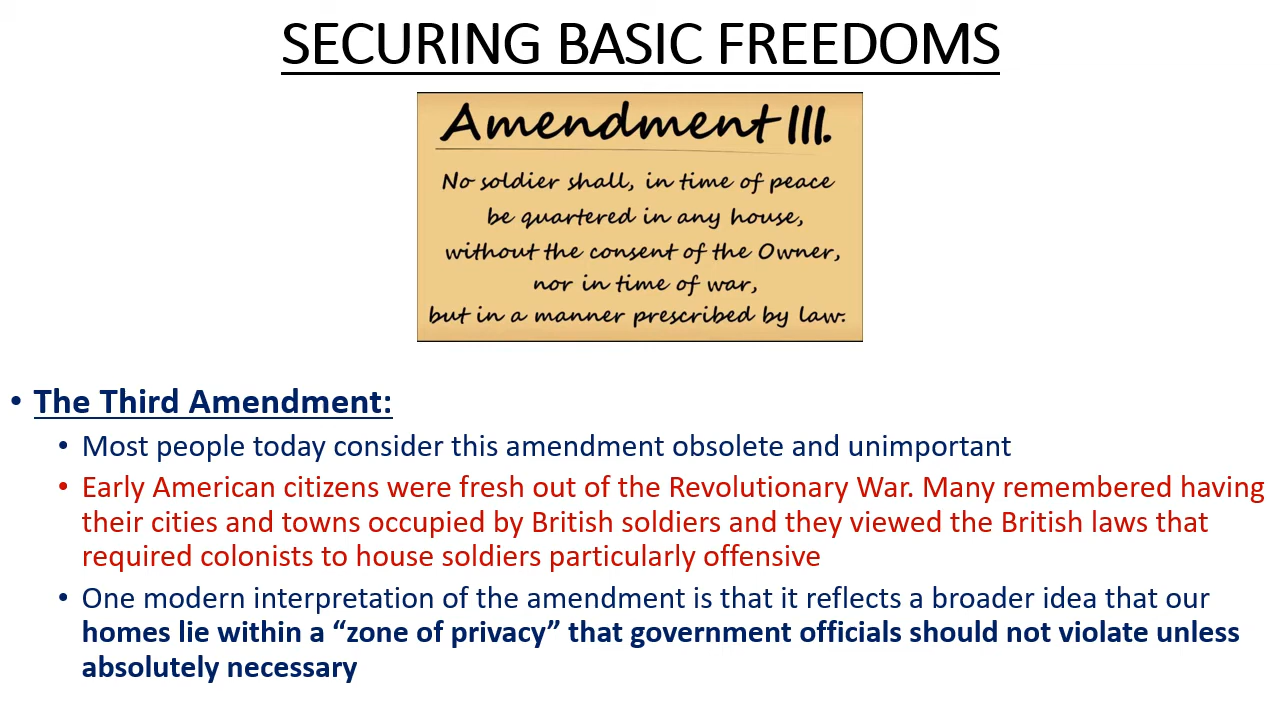 SECURING BASIC FREEDOMS
Amendment III.
No soldier shall, in time of peace
be quartered in any house,
without the consent of the Owner,
nor in time of war,
but in a manner prescribed by law.
• The Third Amendment:
• Most people today consider this amendment obsolete and unimportant
• Early American citizens were fresh out of the Revolutionary War. Many remembered having
their cities and towns occupied by British soldiers and they viewed the British laws that
required colonists to house soldiers particularly offensive
• One modern interpretation of the amendment is that it reflects a broader idea that our
homes lie within a “zone of privacy” that government officials should not violate unless
absolutely necessary